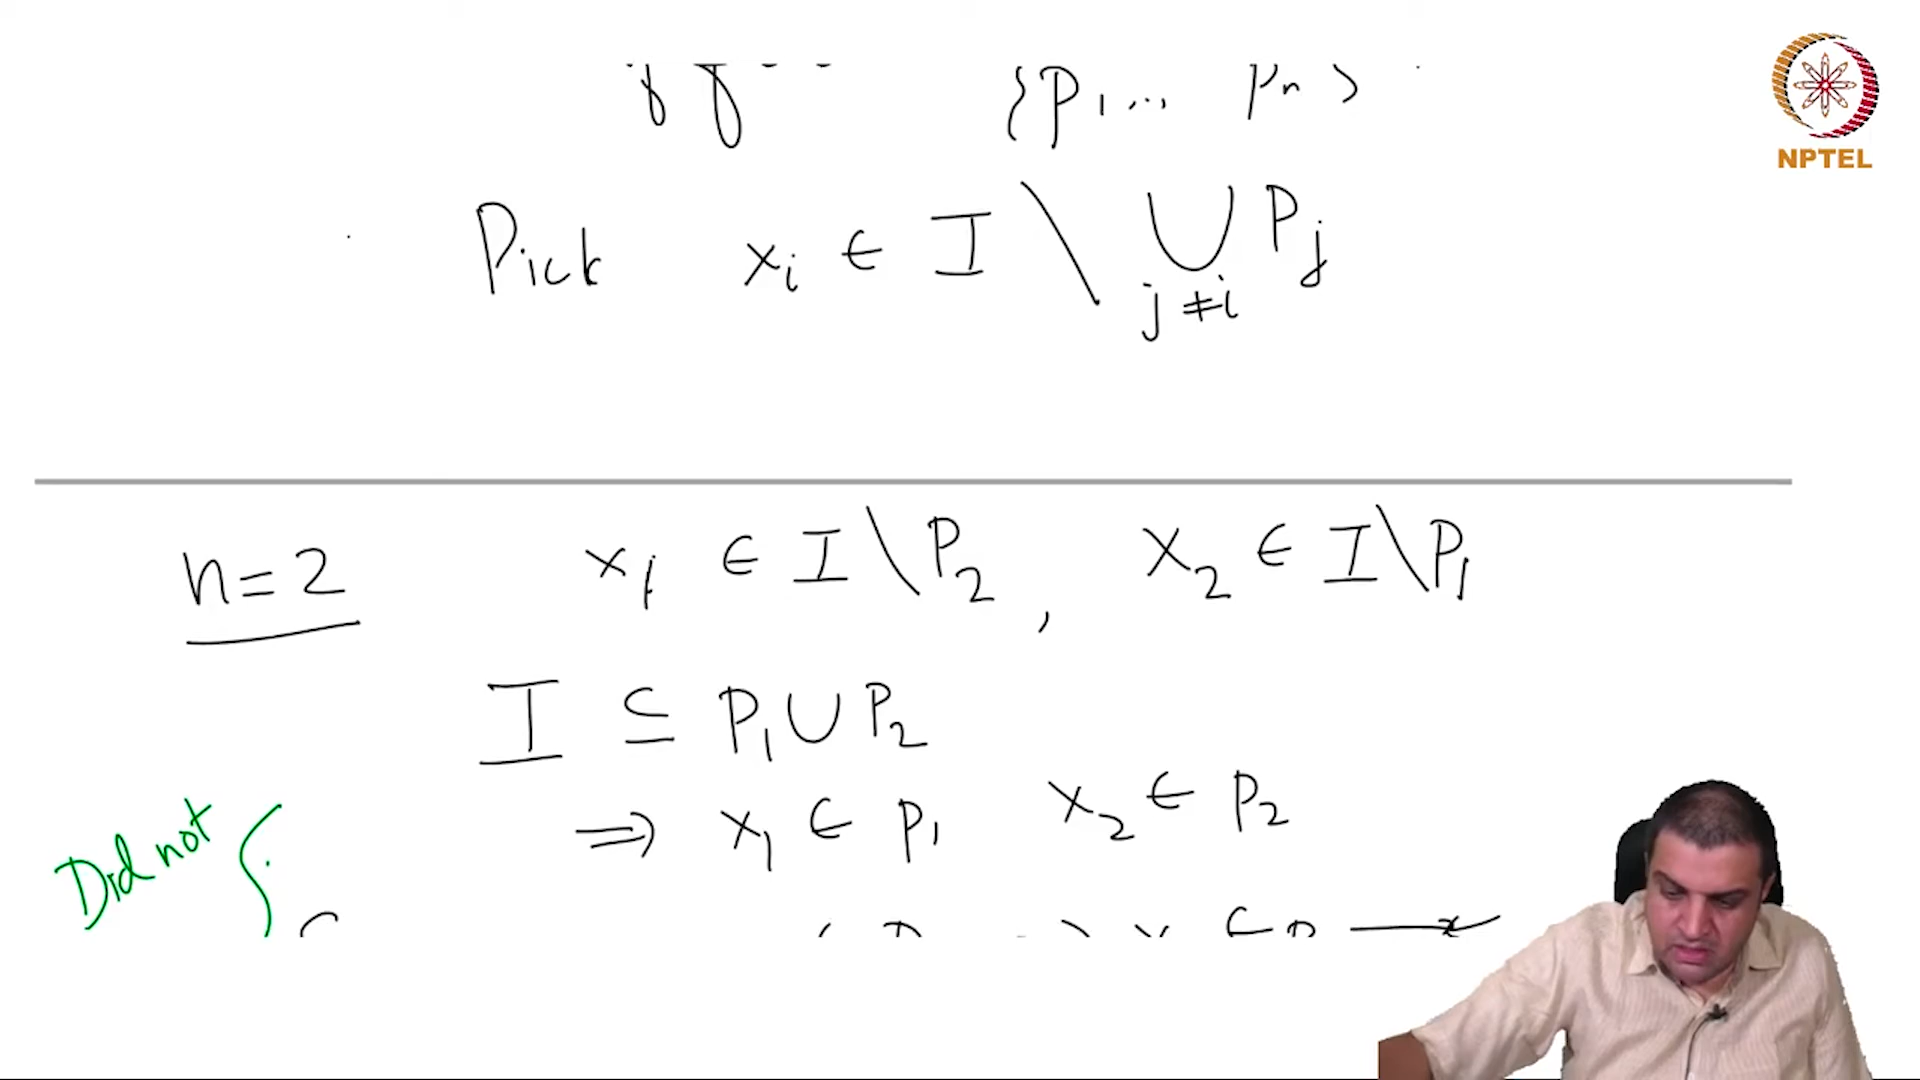 {p₁ ... pₙ}
NPTEL
Pick xᵢ ∈ I \ ⋃ Pⱼ
j ≠ i
n=2 x₁ ∈ I \ P₂ , x₂ ∈ I \ P₁
I ⊆ P₁ ∪ P₂
Did not {
⇒ x₁ ∈ p₁ x₂ ∈ p₂